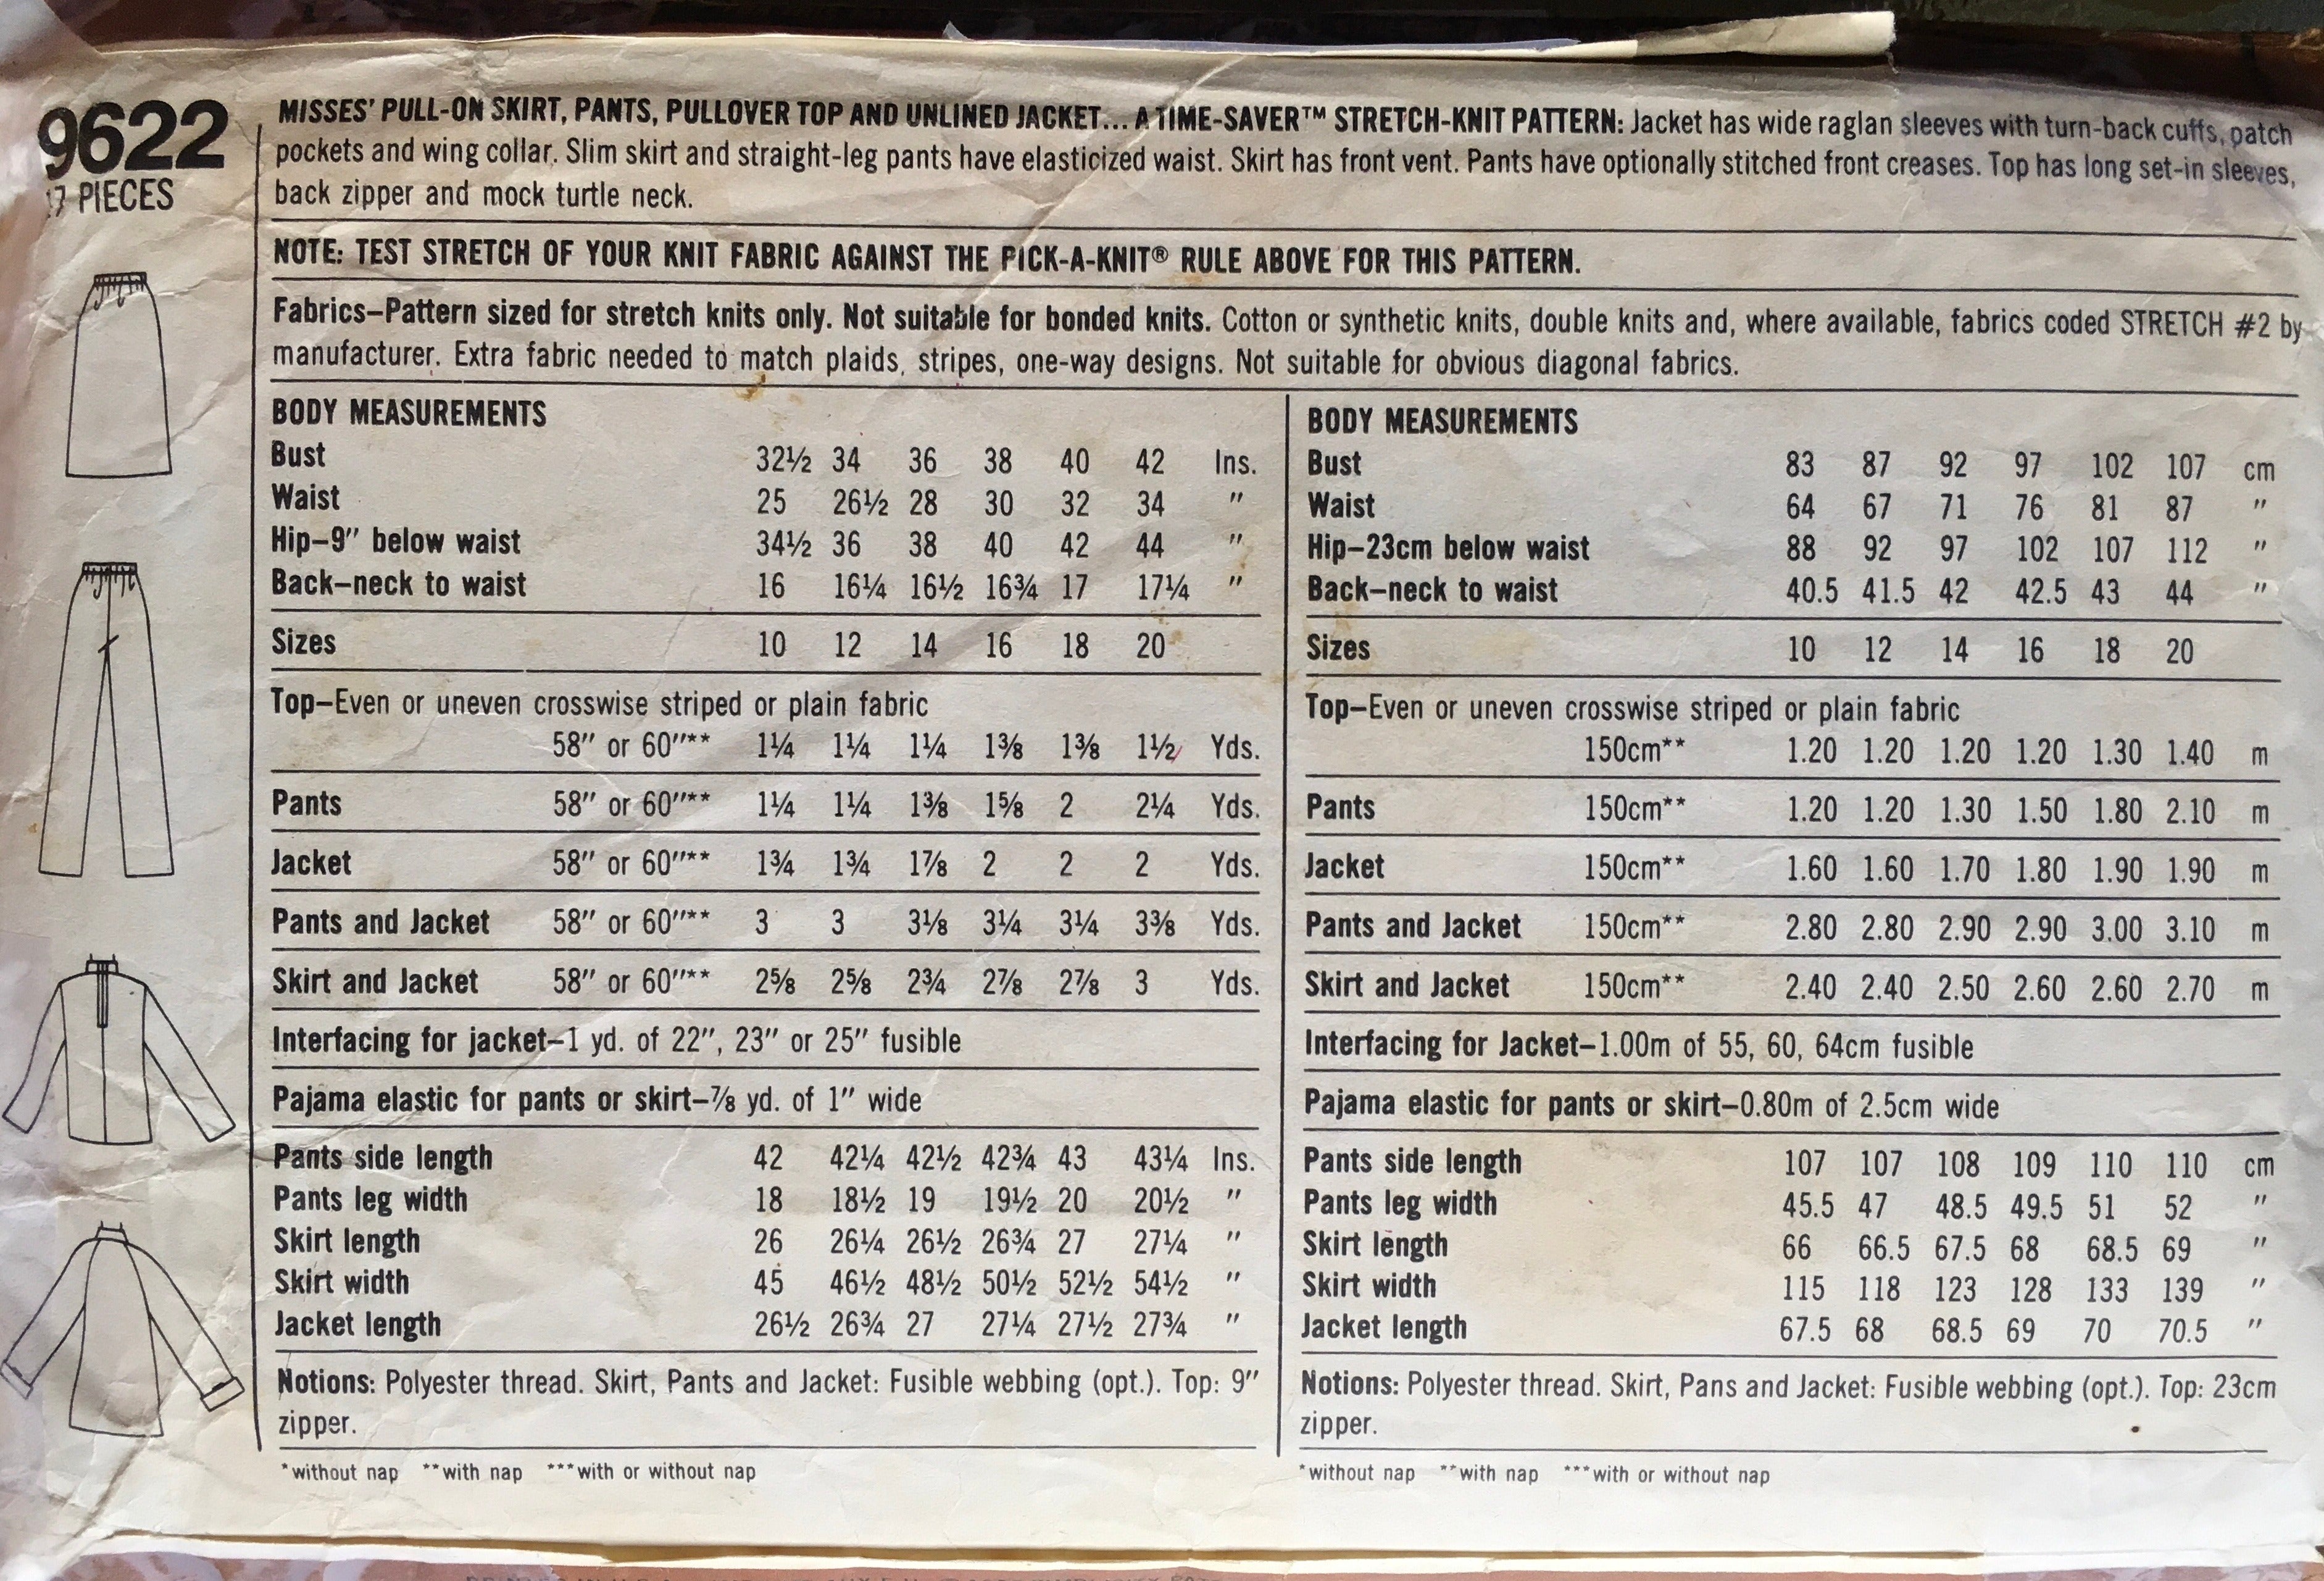 9622
17 PIECES
MISSES' PULL-ON SKIRT, PANTS, PULLOVER TOP AND UNLINED JACKET... A TIME-SAVER™ STRETCH-KNIT PATTERN: Jacket has wide raglan sleeves with turn-back cuffs, patch
pockets and wing collar. Slim skirt and straight-leg pants have elasticized waist. Skirt has front vent. Pants have optionally stitched front creases. Top has long set-in sleeves,
back zipper and mock turtle neck.
NOTE: TEST STRETCH OF YOUR KNIT FABRIC AGAINST THE PICK-A-KNIT® RULE ABOVE FOR THIS PATTERN.
Fabrics–Pattern sized for stretch knits only. Not suitable for bonded knits. Cotton or synthetic knits, double knits and, where available, fabrics coded STRETCH #2 by
manufacturer. Extra fabric needed to match plaids, stripes, one-way designs. Not suitable for obvious diagonal fabrics.
BODY MEASUREMENTS
Bust 32½ 34 36 38 40 42 Ins.
Waist 25 26½ 28 30 32 34 "
Hip–9" below waist 34½ 36 38 40 42 44 "
Back–neck to waist 16 16¼ 16½ 16¾ 17 17¼ "
Sizes 10 12 14 16 18 20
Top–Even or uneven crosswise striped or plain fabric
58" or 60"** 1¼ 1¼ 1¼ 1⅜ 1⅜ 1½ Yds.
Pants 58" or 60"** 1¼ 1¼ 1⅜ 1⅝ 2 2¼ Yds.
Jacket 58" or 60"** 1¾ 1¾ 1⅞ 2 2 2 Yds.
Pants and Jacket 58" or 60"** 3 3 3⅛ 3¼ 3¼ 3⅜ Yds.
Skirt and Jacket 58" or 60"** 2⅝ 2⅝ 2¾ 2⅞ 2⅞ 3 Yds.
Interfacing for jacket–1 yd. of 22", 23" or 25" fusible
Pajama elastic for pants or skirt–⅞ yd. of 1" wide
Pants side length 42 42¼ 42½ 42¾ 43 43¼ Ins.
Pants leg width 18 18½ 19 19½ 20 20½ "
Skirt length 26 26¼ 26½ 26¾ 27 27¼ "
Skirt width 45 46½ 48½ 50½ 52½ 54½ "
Jacket length 26½ 26¾ 27 27¼ 27½ 27¾ "
Notions: Polyester thread. Skirt, Pants and Jacket: Fusible webbing (opt.). Top: 9"
zipper.
*without nap **with nap ***with or without nap
BODY MEASUREMENTS
Bust 83 87 92 97 102 107 cm
Waist 64 67 71 76 81 87 "
Hip–23cm below waist 88 92 97 102 107 112 "
Back–neck to waist 40.5 41.5 42 42.5 43 44 "
Sizes 10 12 14 16 18 20
Top–Even or uneven crosswise striped or plain fabric
150cm** 1.20 1.20 1.20 1.20 1.30 1.40 m
Pants 150cm** 1.20 1.20 1.30 1.50 1.80 2.10 m
Jacket 150cm** 1.60 1.60 1.70 1.80 1.90 1.90 m
Pants and Jacket 150cm** 2.80 2.80 2.90 2.90 3.00 3.10 m
Skirt and Jacket 150cm** 2.40 2.40 2.50 2.60 2.60 2.70 m
Interfacing for Jacket–1.00m of 55, 60, 64cm fusible
Pajama elastic for pants or skirt–0.80m of 2.5cm wide
Pants side length 107 107 108 109 110 110 cm
Pants leg width 45.5 47 48.5 49.5 51 52 "
Skirt length 66 66.5 67.5 68 68.5 69 "
Skirt width 115 118 123 128 133 139 "
Jacket length 67.5 68 68.5 69 70 70.5 "
Notions: Polyester thread. Skirt, Pans and Jacket: Fusible webbing (opt.). Top: 23cm
zipper.
*without nap **with nap ***with or without nap